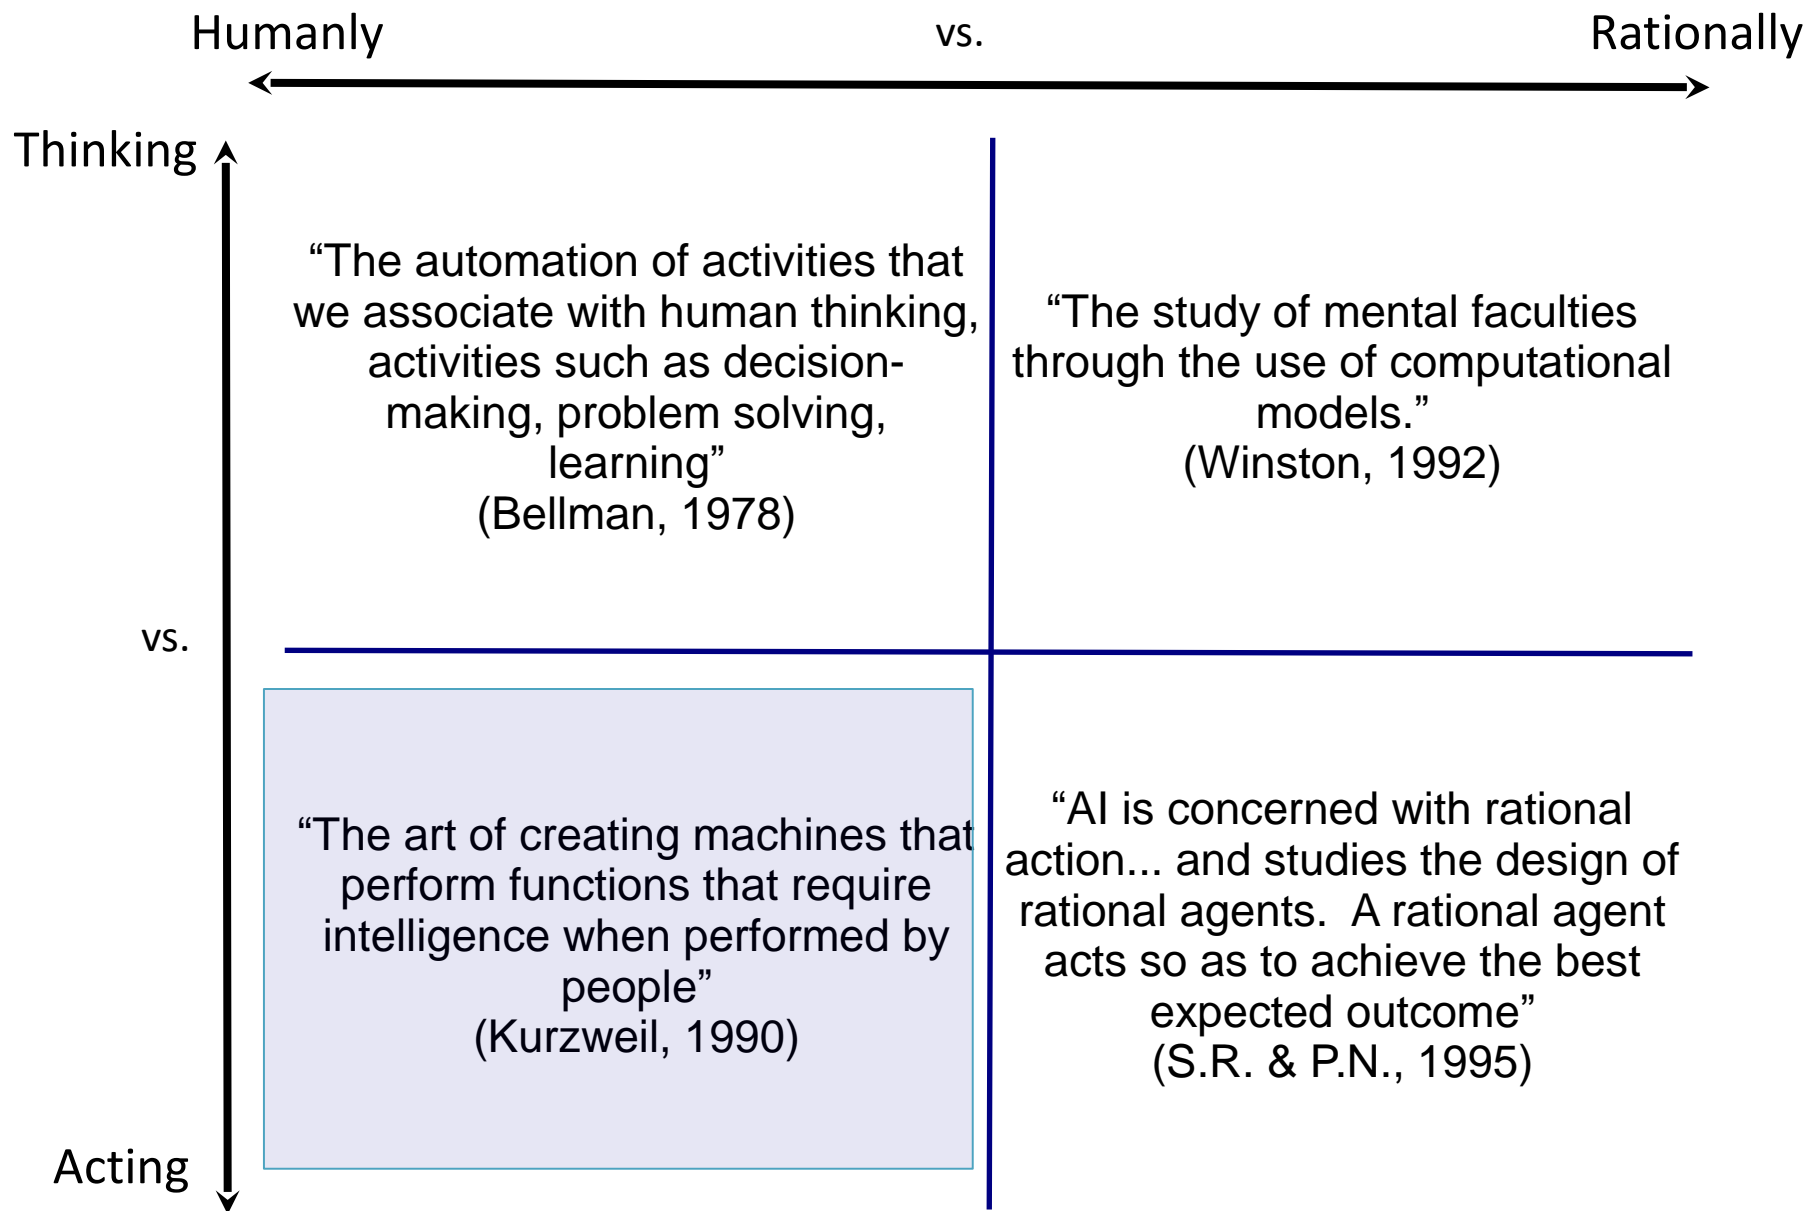 Humanly vs. Rationally
Thinking
“The automation of activities that
we associate with human thinking,
activities such as decision-
making, problem solving,
learning”
(Bellman, 1978)
“The study of mental faculties
through the use of computational
models.”
(Winston, 1992)
vs.
“The art of creating machines that
perform functions that require
intelligence when performed by
people”
(Kurzweil, 1990)
“AI is concerned with rational
action... and studies the design of
rational agents.  A rational agent
acts so as to achieve the best
expected outcome”
(S.R. & P.N., 1995)
Acting